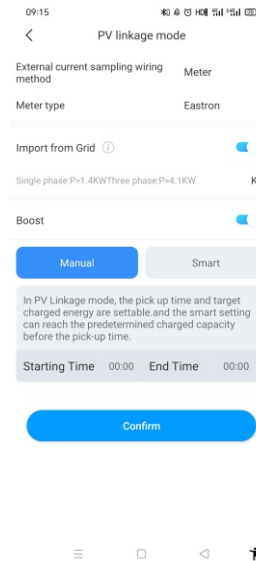 09:15
PV linkage mode
External current sampling wiring
method
Meter
Meter type
Eastron
Import from Grid
Single phase:P>1.4KWThree phase:P>4.1KW
K
Boost
Manual
Smart
In PV Linkage mode, the pick up time and target
charged energy are settable.and the smart setting
can reach the predetermined charged capacity
before the pick-up time.
Starting Time 00:00 End Time 00:00
Confirm